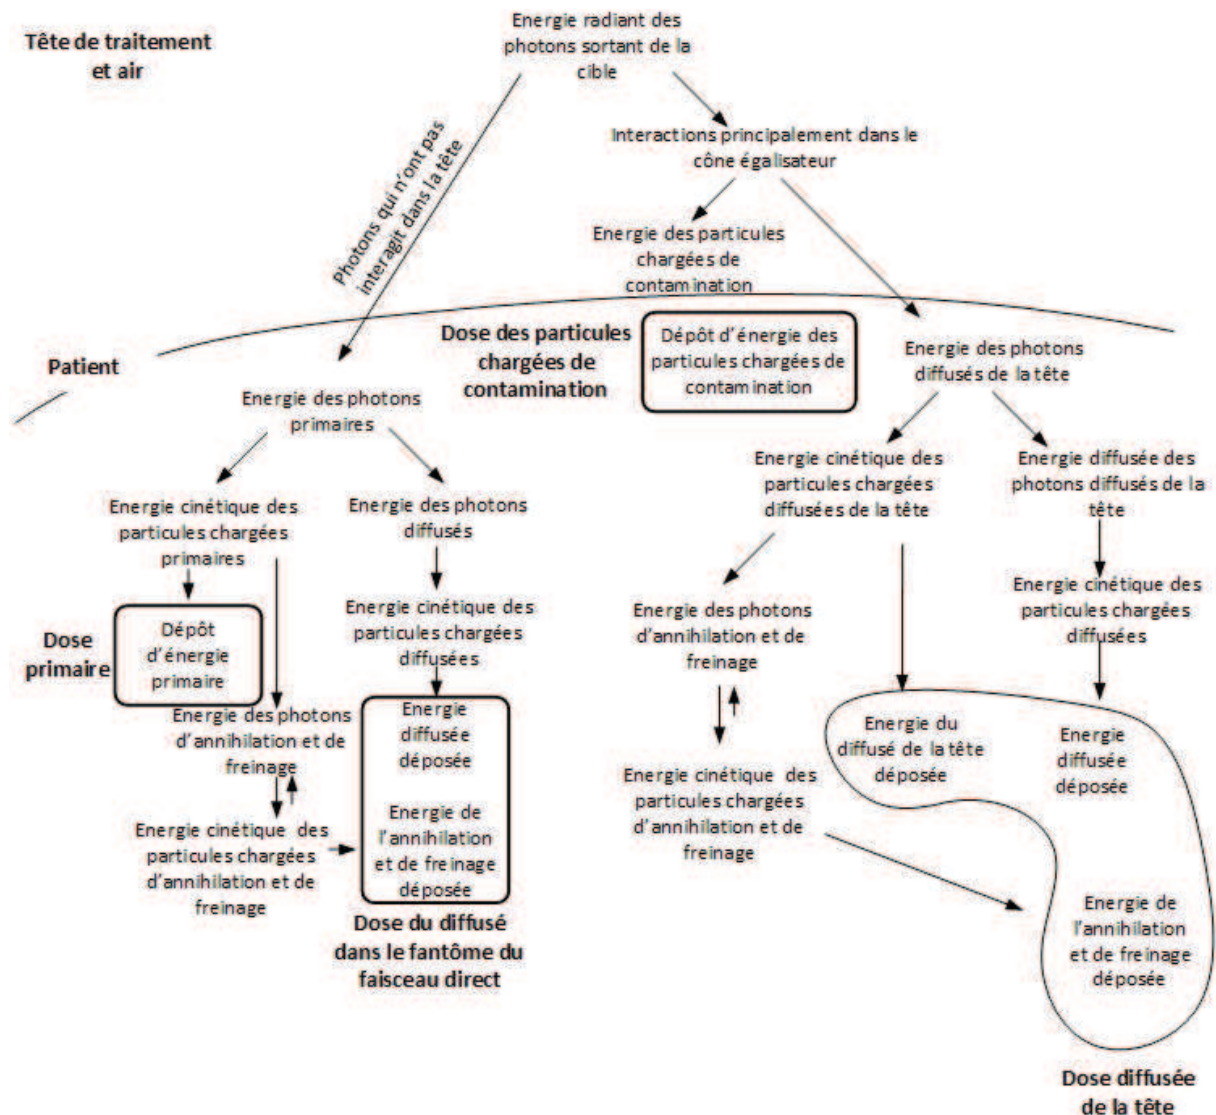 Tête de traitement
et air
Energie radiant des
photons sortant de la
cible
Photons qui n'ont pas
interagit dans la tête
Interactions principalement dans le
cône égalisateur
Energie des particules
chargées de
contamination
Patient
Dose des particules
chargées de
contamination
Dépôt d'énergie des
particules chargées de
contamination
Energie des photons
diffusés de la tête
Energie des photons
primaires
Energie cinétique des
particules chargées
primaires
Energie des photons
diffusés
Energie cinétique des
particules chargées
diffusées de la tête
Energie diffusée des
photons diffusés de la
tête
Dose
primaire
Dépôt
d'énergie
primaire
Energie cinétique des
particules chargées
diffusées
Energie des photons
d'annihilation et de
freinage
Energie cinétique des
particules chargées
diffusées
Energie des photons
d'annihilation et de
freinage
Energie
diffusée
déposée
Energie du
diffusé de la tête
déposée
Energie
diffusée
déposée
Energie cinétique des
particules chargées
d'annihilation et de
freinage
Energie de
l'annihilation
et de freinage
déposée
Energie cinétique des
particules chargées
d'annihilation et de
freinage
Energie de
l'annihilation
et de freinage
déposée
Dose du diffusé
dans le fantôme du
faisceau direct
Dose diffusée
de la tête